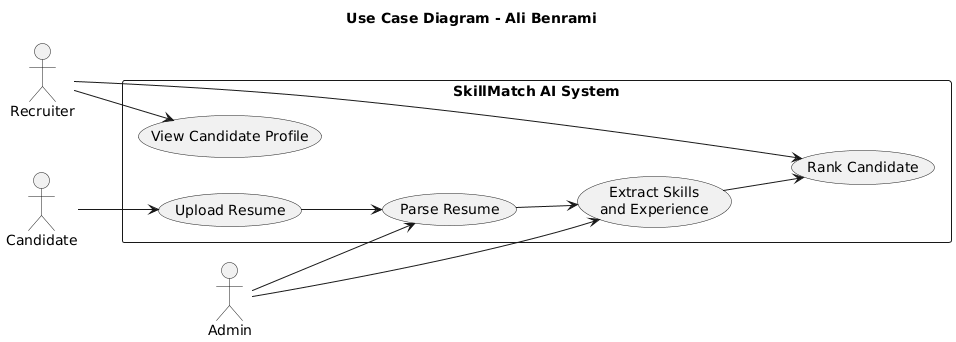 Use Case Diagram - Ali Benrami
SkillMatch AI System
Recruiter
View Candidate Profile
Rank Candidate
Candidate
Upload Resume
Parse Resume
Extract Skills
and Experience
Admin